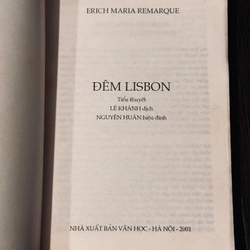 ERICH MARIA REMARQUE
ĐÊM LISBON
Tiểu thuyết
LÊ KHÁNH dịch
NGUYÊN HUÂN hiệu đính
NHÀ XUẤT BẢN VĂN HỌC - HÀ NỘI - 2001